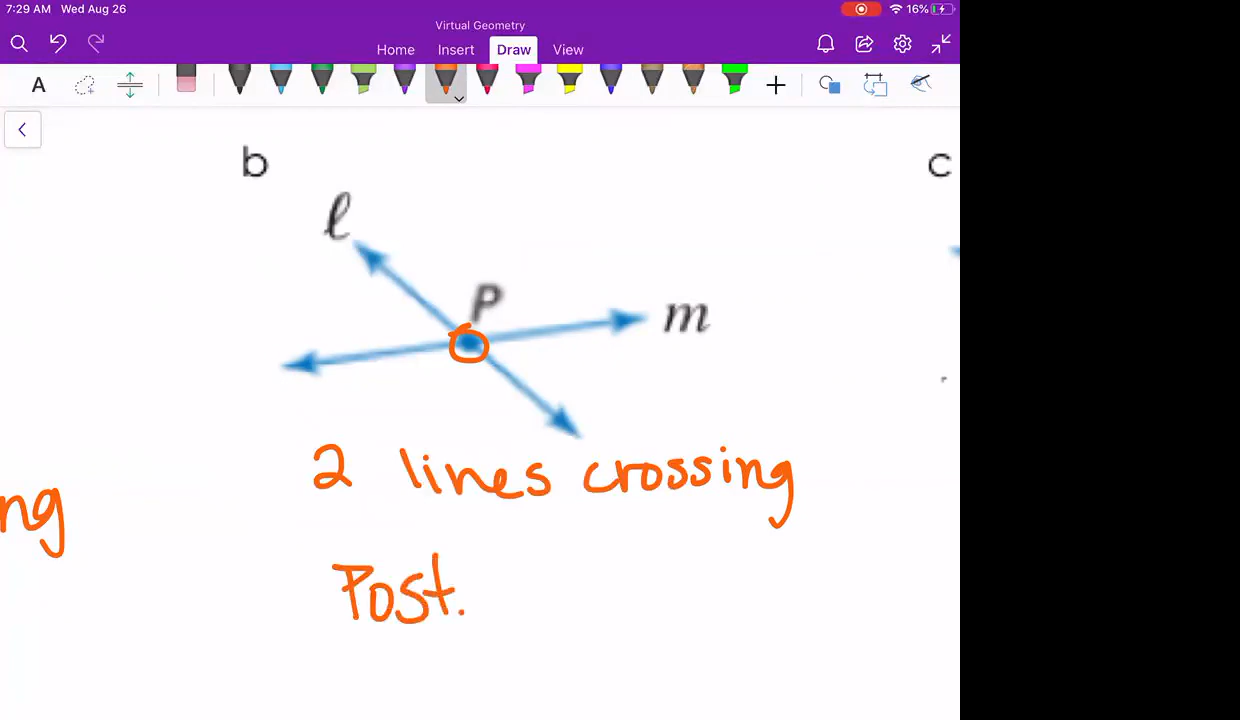 7:29 AM Wed Aug 26
16%
Virtual Geometry
Home Insert Draw View
A
b
c
ℓ
P
m
2 lines crossing
ng
Post.